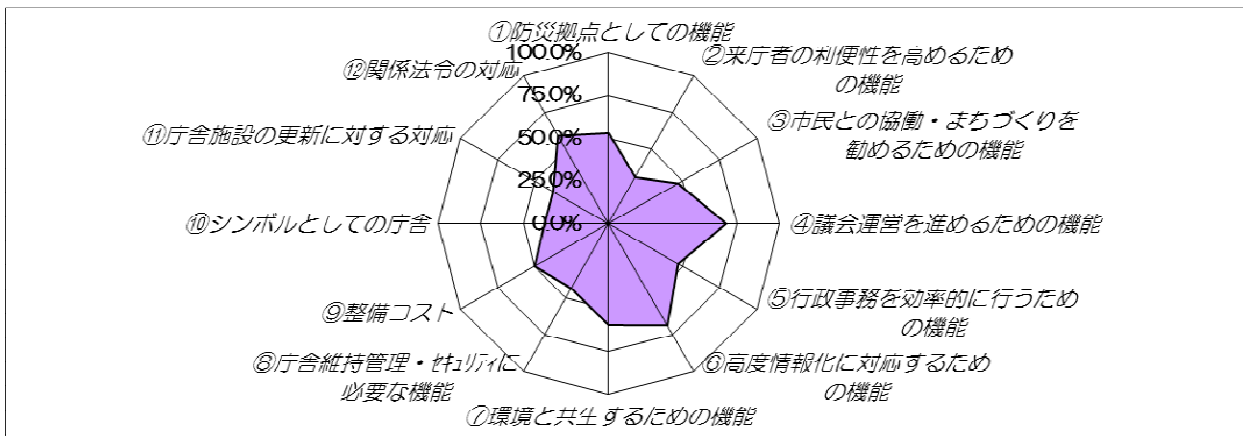 ①防災拠点としての機能
100.0%
75.0%
50.0%
25.0%
0.0%
②来庁者の利便性を高めるため
の機能
③市民との協働・まちづくりを
勧めるための機能
④議会運営を進めるための機能
⑤行政事務を効率的に行うため
の機能
⑥高度情報化に対応するため
の機能
⑦環境と共生するための機能
⑧庁舎維持管理・セキュリティに
必要な機能
⑨整備コスト
⑩シンボルとしての庁舎
⑪庁舎施設の更新に対する対応
⑫関係法令の対応